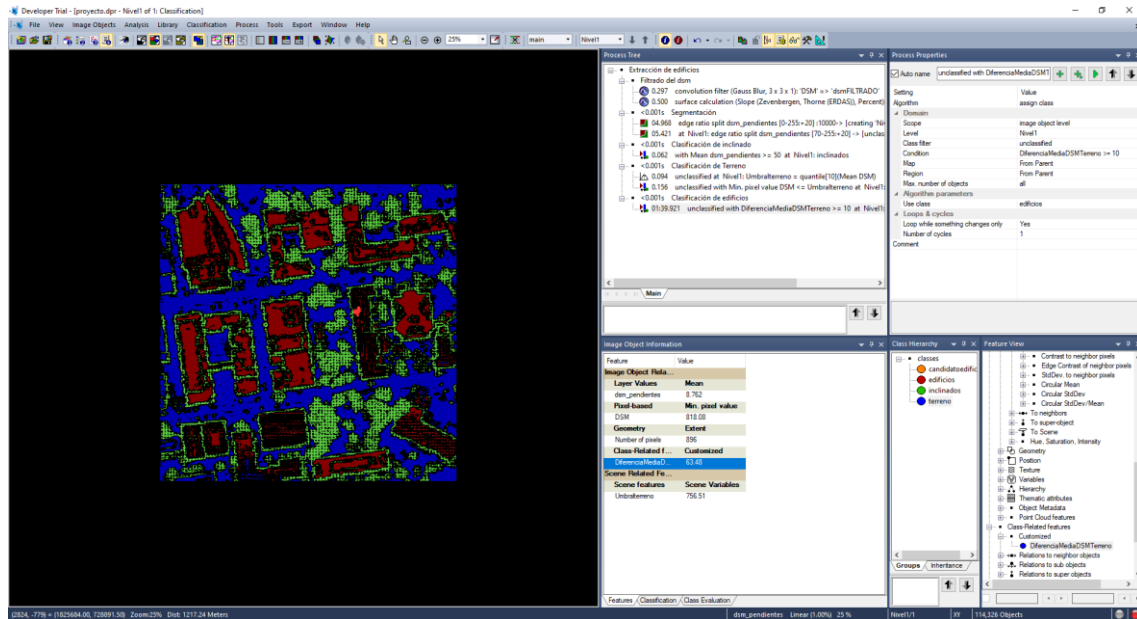 Developer Trial - [proyecto.dpr - Nivel1 of 1: Classification]
File View Image Objects Analysis Library Classification Process Tools Export Window Help
25% main Nivel1
Process Tree
Extracción de edificios
Filtrado del dsm
0.297 convolution filter (Gauss Blur, 3 x 3 x 1): 'DSM' => 'dsmFILTRADO'
0.500 surface calculation (Slope (Zevenbergen, Thorne (ERDAS)), Percent)
<0.001s Segmentación
04.968 edge ratio split dsm_pendientes [0-255:+20] :10000-> [creating 'Ni
05.421 at Nivel1: edge ratio split dsm_pendientes [70-255:+20] -> [unclas
<0.001s Clasificación de inclinado
0.062 with Mean dsm_pendientes >= 50 at Nivel1: inclinados
<0.001s Clasificación de Terreno
0.094 unclassified at Nivel1: Umbralterreno = quantile[10](Mean DSM)
0.156 unclassified with Min. pixel value DSM <= Umbralterreno at Nivel1:
<0.001s Clasificación de edificios
01:39.921 unclassified with DiferenciaMediaDSMTerreno >= 10 at Nivel1:
Main
Process Properties
Auto name unclassified with DiferenciaMediaDSMT
Setting Value
Algorithm assign class
Domain
Scope image object level
Level Nivel1
Class filter unclassified
Condition DiferenciaMediaDSMTerreno >= 10
Map From Parent
Region From Parent
Max. number of objects all
Algorithm parameters
Use class edificios
Loops & cycles
Loop while something changes only Yes
Number of cycles 1
Comment
Image Object Information
Feature Value
Image Object Rela...
Layer Values Mean
dsm_pendientes 8.762
Pixel-based Min. pixel value
DSM 818.08
Geometry Extent
Number of pixels 896
Class-Related f... Customized
DiferenciaMediaD... 63.48
Scene Related Fe...
Scene features Scene Variables
Umbralterreno 756.51
Features Classification Class Evaluation
Class Hierarchy
classes
candidatoedific
edificios
inclinados
terreno
Groups Inheritance
Feature View
Contrast to neighbor pixels
Edge Contrast of neighbor pixels
StdDev. to neighbor pixels
Circular Mean
Circular StdDev
Circular StdDev/Mean
To neighbors
To super-object
To Scene
Hue, Saturation, Intensity
Geometry
Position
Texture
Variables
Hierarchy
Thematic attributes
Object Metadata
Point Cloud features
Class-Related features
Customized
DiferenciaMediaDSMTerreno
Relations to neighbor objects
Relations to sub objects
Relations to super objects
(2824, -779) = (1825684.00, 728891.50) Zoom:25% Dist: 1217.24 Meters
dsm_pendientes Linear (1.00%) 25 % Nivel1/1 XY 114,326 Objects